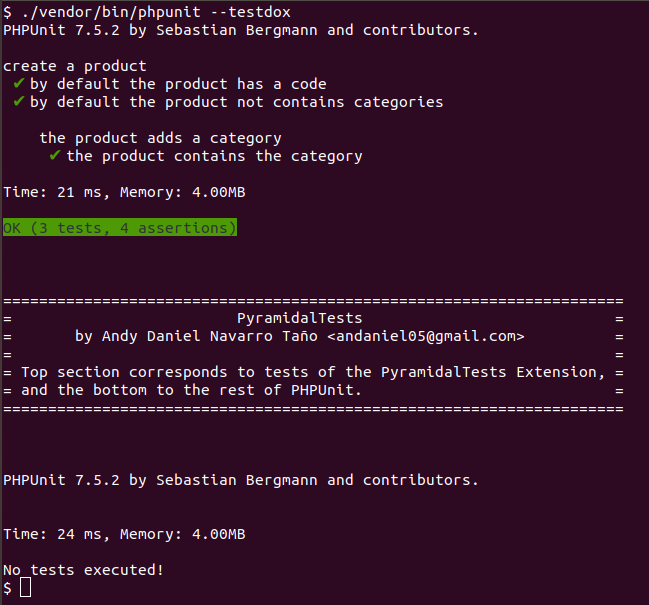 $ ./vendor/bin/phpunit --testdox
PHPUnit 7.5.2 by Sebastian Bergmann and contributors.
create a product
✔ by default the product has a code
✔ by default the product not contains categories
the product adds a category
✔ the product contains the category
Time: 21 ms, Memory: 4.00MB
OK (3 tests, 4 assertions)
=====================================================================
= PyramidalTests =
= by Andy Daniel Navarro Taño <andaniel05@gmail.com> =
= =
= Top section corresponds to tests of the PyramidalTests Extension, =
= and the bottom to the rest of PHPUnit. =
=====================================================================
PHPUnit 7.5.2 by Sebastian Bergmann and contributors.
Time: 24 ms, Memory: 4.00MB
No tests executed!
$